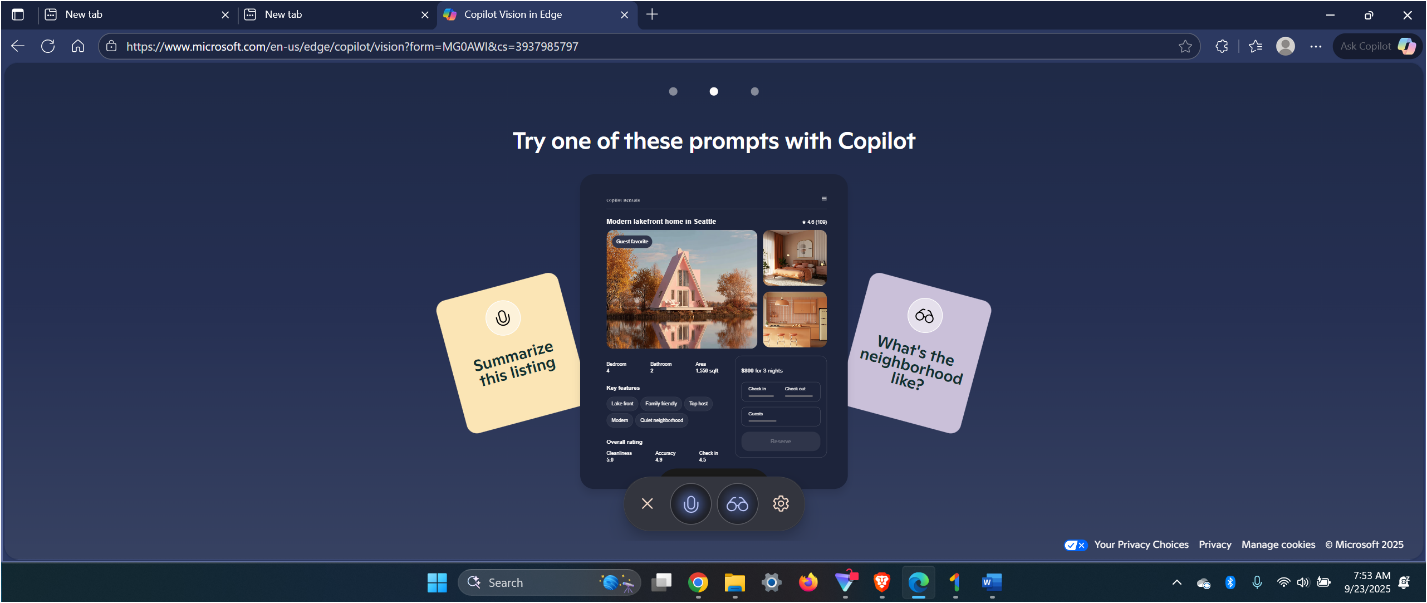 New tab
New tab
Copilot Vision in Edge
https://www.microsoft.com/en-us/edge/copilot/vision?form=MG0AWI&cs=3937985797
Ask Copilot
Try one of these prompts with Copilot
Modern lakefront home in Seattle
4.6 (109)
Guest favorite
Summarize
this listing
What's the
neighborhood
like?
Bedroom
4
Bathroom
2
Area
1,550 sqft
Key features
Lake front
Family friendly
Top host
Modern
Quiet neighborhood
Overall rating
Cleanliness
5.0
Accuracy
4.9
Check in
4.5
$800 for 3 nights
Check in
Check out
Guests
Reserve
Your Privacy Choices
Privacy
Manage cookies
© Microsoft 2025
Search
7:53 AM
9/23/2025